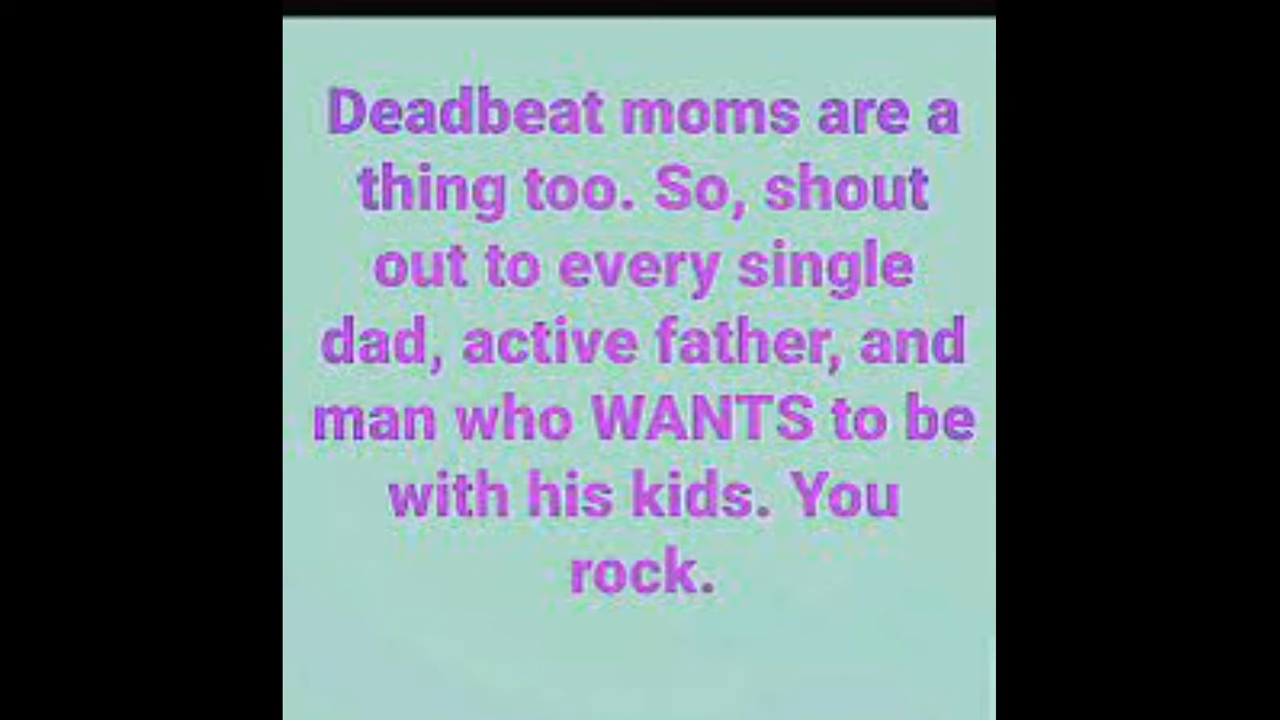 Deadbeat moms are a
thing too. So, shout
out to every single
dad, active father, and
man who WANTS to be
with his kids. You
rock.